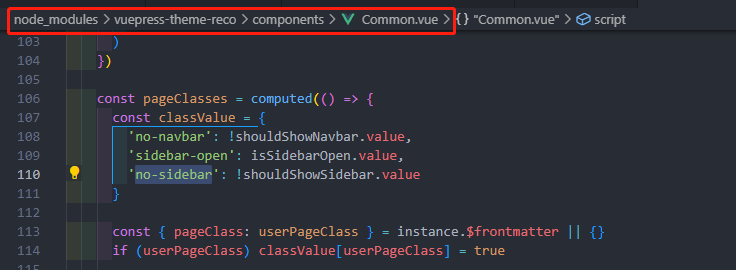 node_modules > vuepress-theme-reco > components > Common.vue > {} "Common.vue" > script
103 )
104 })
105
106 const pageClasses = computed(() => {
107 const classValue = {
108 'no-navbar': !shouldShowNavbar.value,
109 'sidebar-open': isSidebarOpen.value,
110 'no-sidebar': !shouldShowSidebar.value
111 }
112
113 const { pageClass: userPageClass } = instance.$frontmatter || {}
114 if (userPageClass) classValue[userPageClass] = true